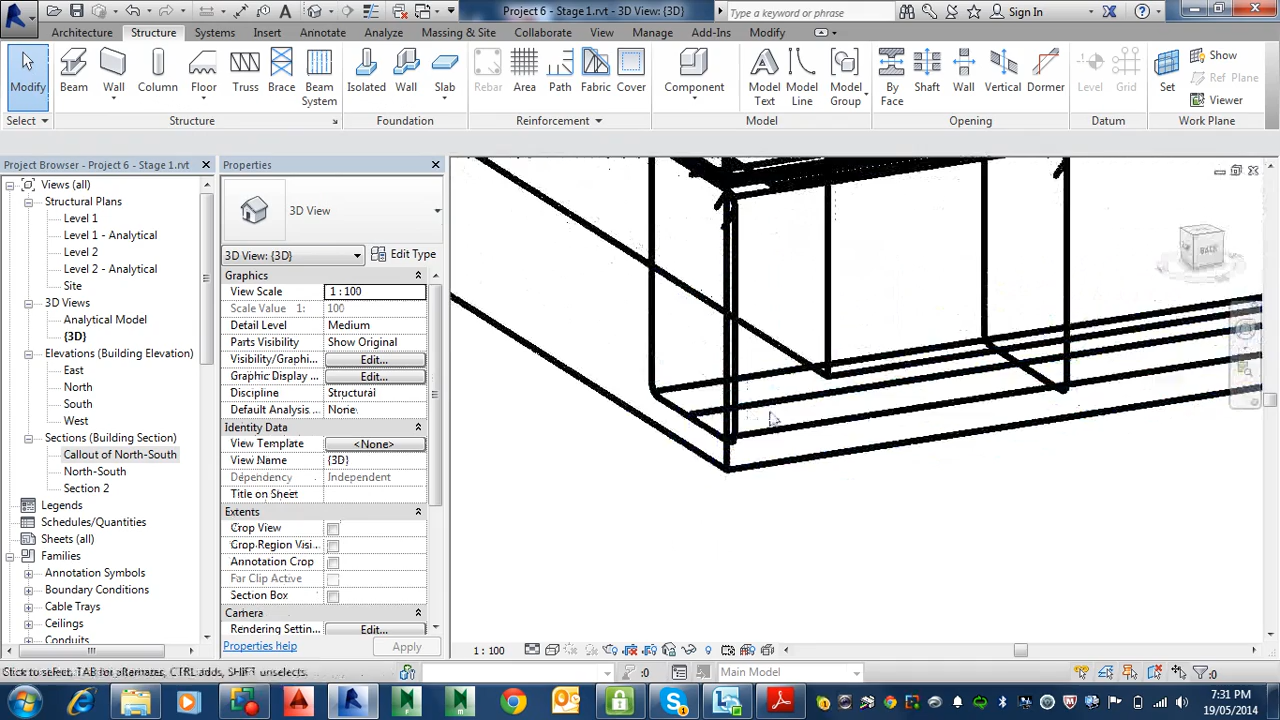 Project 6 - Stage 1.rvt - 3D View: {3D}
Type a keyword or phrase
Sign In
Architecture Structure Systems Insert Annotate Analyze Massing & Site Collaborate View Manage Add-Ins Modify
Modify Beam Wall Column Floor Truss Brace Beam System Isolated Wall Slab Rebar Area Path Fabric Cover Component Model Text Model Line Model Group By Face Shaft Wall Vertical Dormer Level Grid Set
Show
Ref Plane
Viewer
Select Structure Foundation Reinforcement Model Opening Datum Work Plane
Project Browser - Project 6 - Stage 1.rvt
Views (all)
Structural Plans
Level 1
Level 1 - Analytical
Level 2
Level 2 - Analytical
Site
3D Views
Analytical Model
{3D}
Elevations (Building Elevation)
East
North
South
West
Sections (Building Section)
Callout of North-South
North-South
Section 2
Legends
Schedules/Quantities
Sheets (all)
Families
Annotation Symbols
Boundary Conditions
Cable Trays
Ceilings
Conduits
Properties
3D View
3D View: {3D} Edit Type
Graphics
View Scale 1 : 100
Scale Value 1: 100
Detail Level Medium
Parts Visibility Show Original
Visibility/Graphi... Edit...
Graphic Display ... Edit...
Discipline Structural
Default Analysis ... None
Identity Data
View Template <None>
View Name {3D}
Dependency Independent
Title on Sheet
Extents
Crop View
Crop Region Visi...
Annotation Crop
Far Clip Active
Section Box
Camera
Rendering Settin... Edit...
Properties help Apply
BACK
1 : 100
Click to select, TAB for alternates, CTRL adds, SHIFT unselects.
:0
Main Model
:0
7:31 PM
19/05/2014